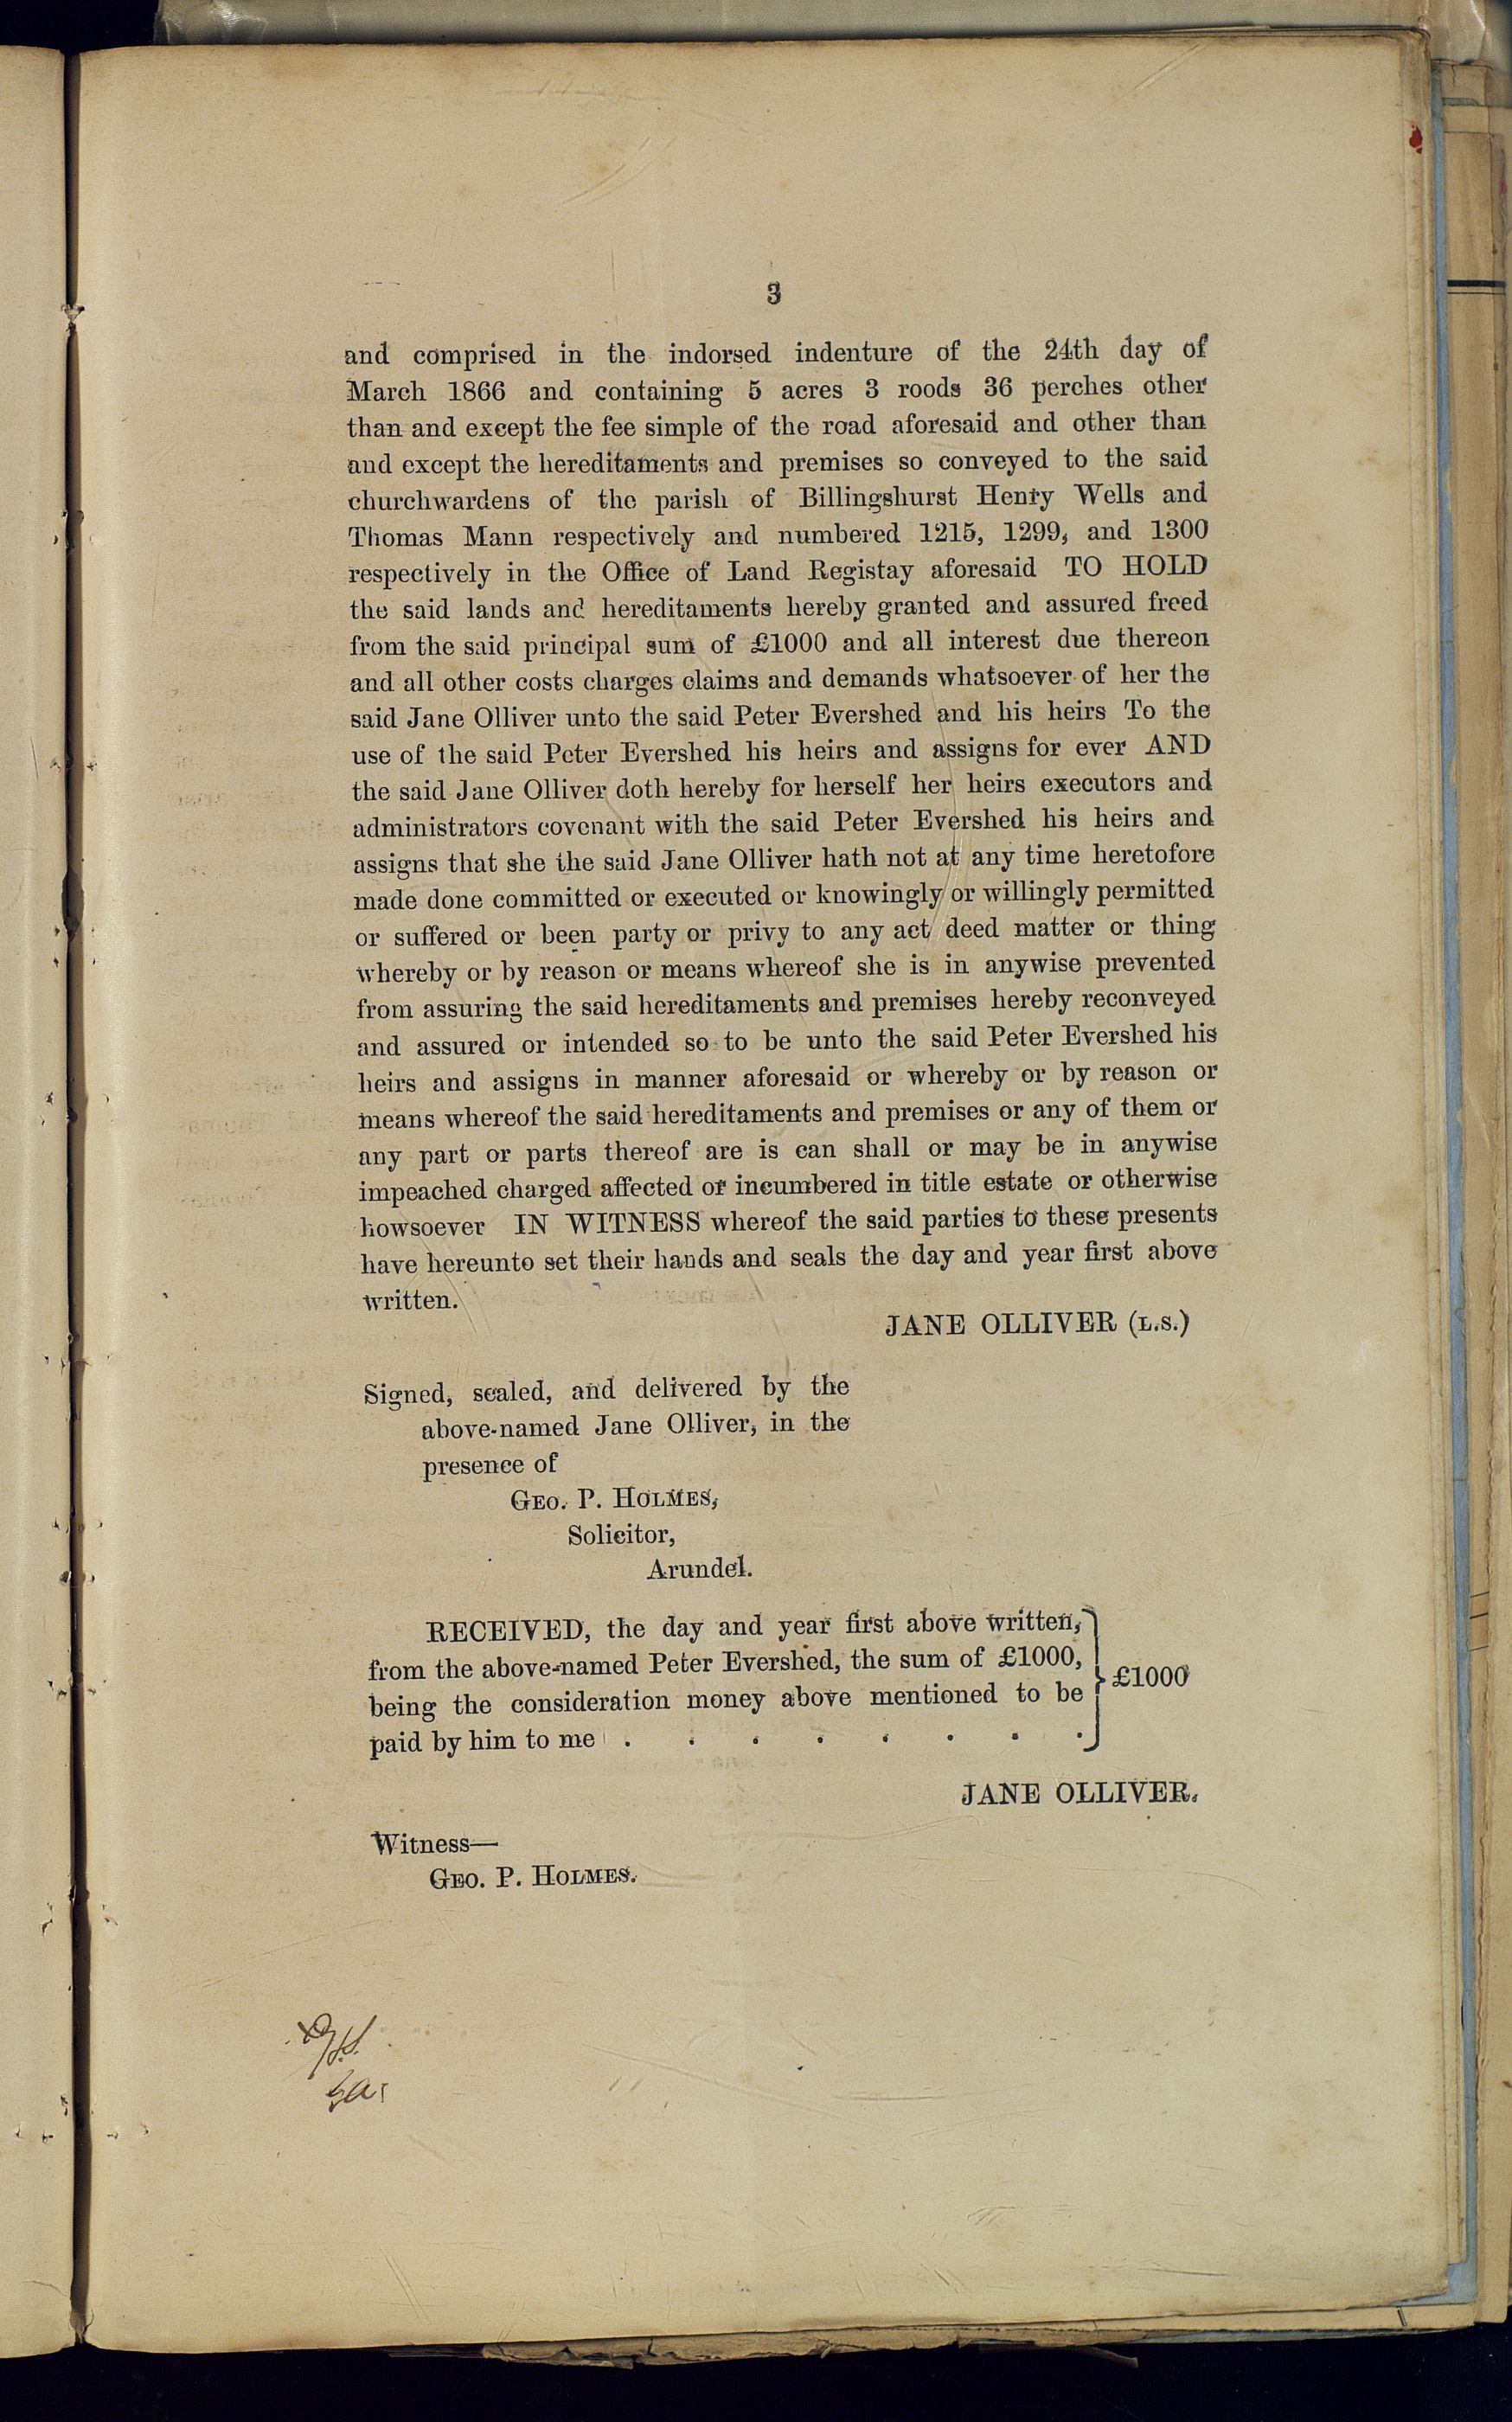 3
and comprised in the indorsed indenture of the 24th day of
March 1866 and containing 5 acres 3 roods 36 perches other
than and except the fee simple of the road aforesaid and other than
and except the hereditaments and premises so conveyed to the said
churchwardens of the parish of Billingshurst Henry Wells and
Thomas Mann respectively and numbered 1215, 1299, and 1300
respectively in the Office of Land Registay aforesaid TO HOLD
the said lands and hereditaments hereby granted and assured freed
from the said principal sum of £1000 and all interest due thereon
and all other costs charges claims and demands whatsoever of her the
said Jane Olliver unto the said Peter Evershed and his heirs To the
use of the said Peter Evershed his heirs and assigns for ever AND
the said Jane Olliver doth hereby for herself her heirs executors and
administrators covenant with the said Peter Evershed his heirs and
assigns that she the said Jane Olliver hath not at any time heretofore
made done committed or executed or knowingly or willingly permitted
or suffered or been party or privy to any act deed matter or thing
whereby or by reason or means whereof she is in anywise prevented
from assuring the said hereditaments and premises hereby reconveyed
and assured or intended so to be unto the said Peter Evershed his
heirs and assigns in manner aforesaid or whereby or by reason or
means whereof the said hereditaments and premises or any of them or
any part or parts thereof are is can shall or may be in anywise
impeached charged affected or incumbered in title estate or otherwise
howsoever IN WITNESS whereof the said parties to these presents
have hereunto set their hands and seals the day and year first above
written.
JANE OLLIVER (L.S.)
Signed, sealed, and delivered by the
above-named Jane Olliver, in the
presence of
GEO. P. HOLMES,
Solicitor,
Arundel.
RECEIVED, the day and year first above written,
from the above-named Peter Evershed, the sum of £1000,
being the consideration money above mentioned to be
paid by him to me . . . . . . . .
£1000
JANE OLLIVER.
Witness—
GEO. P. HOLMES.